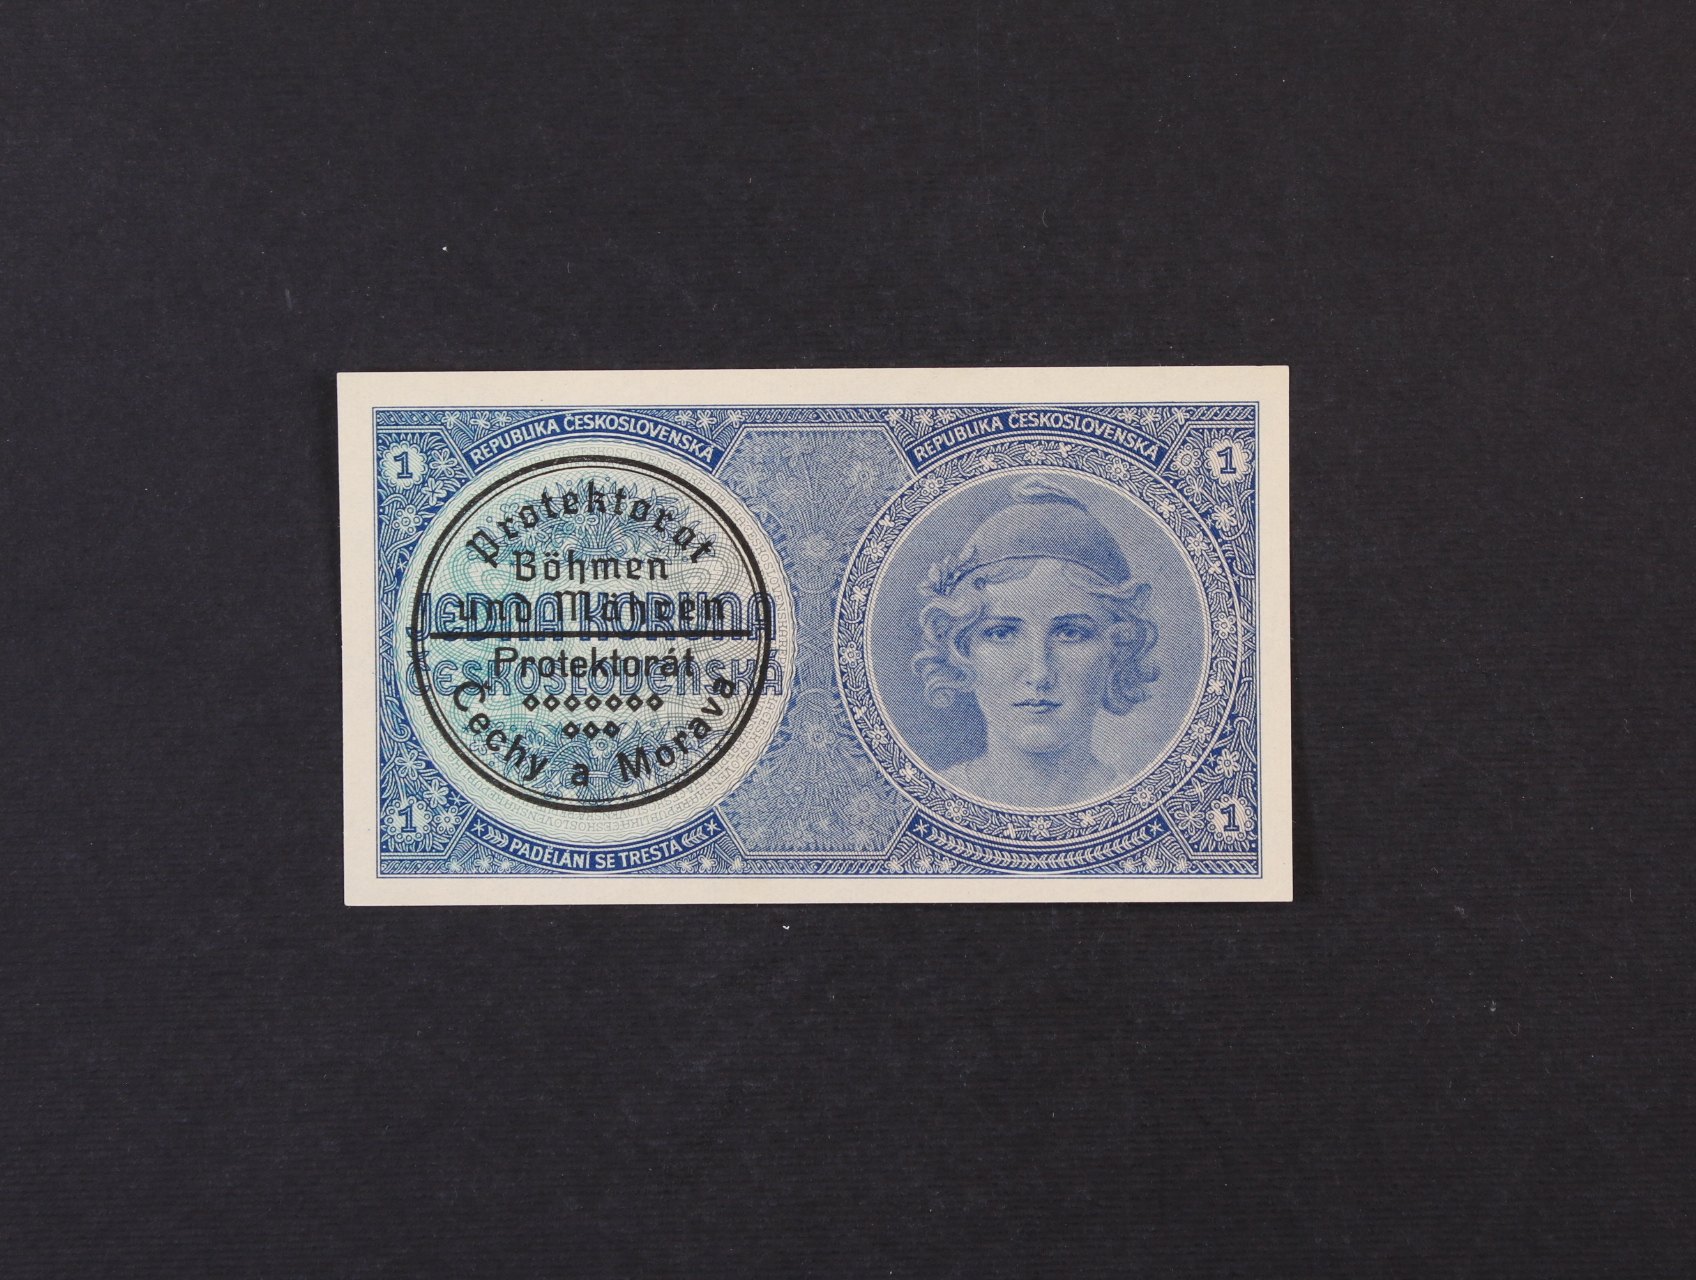 REPUBLIKA ČESKOSLOVENSKÁ
REPUBLIKA ČESKOSLOVENSKÁ
1
1
Protektorat
Böhmen
und Mähren
JEDNA KORUNA
Protektorát
ČESKOSLOVENSKÁ
Čechy a Morava
1
1
PADĚLÁNÍ SE TRESTÁ